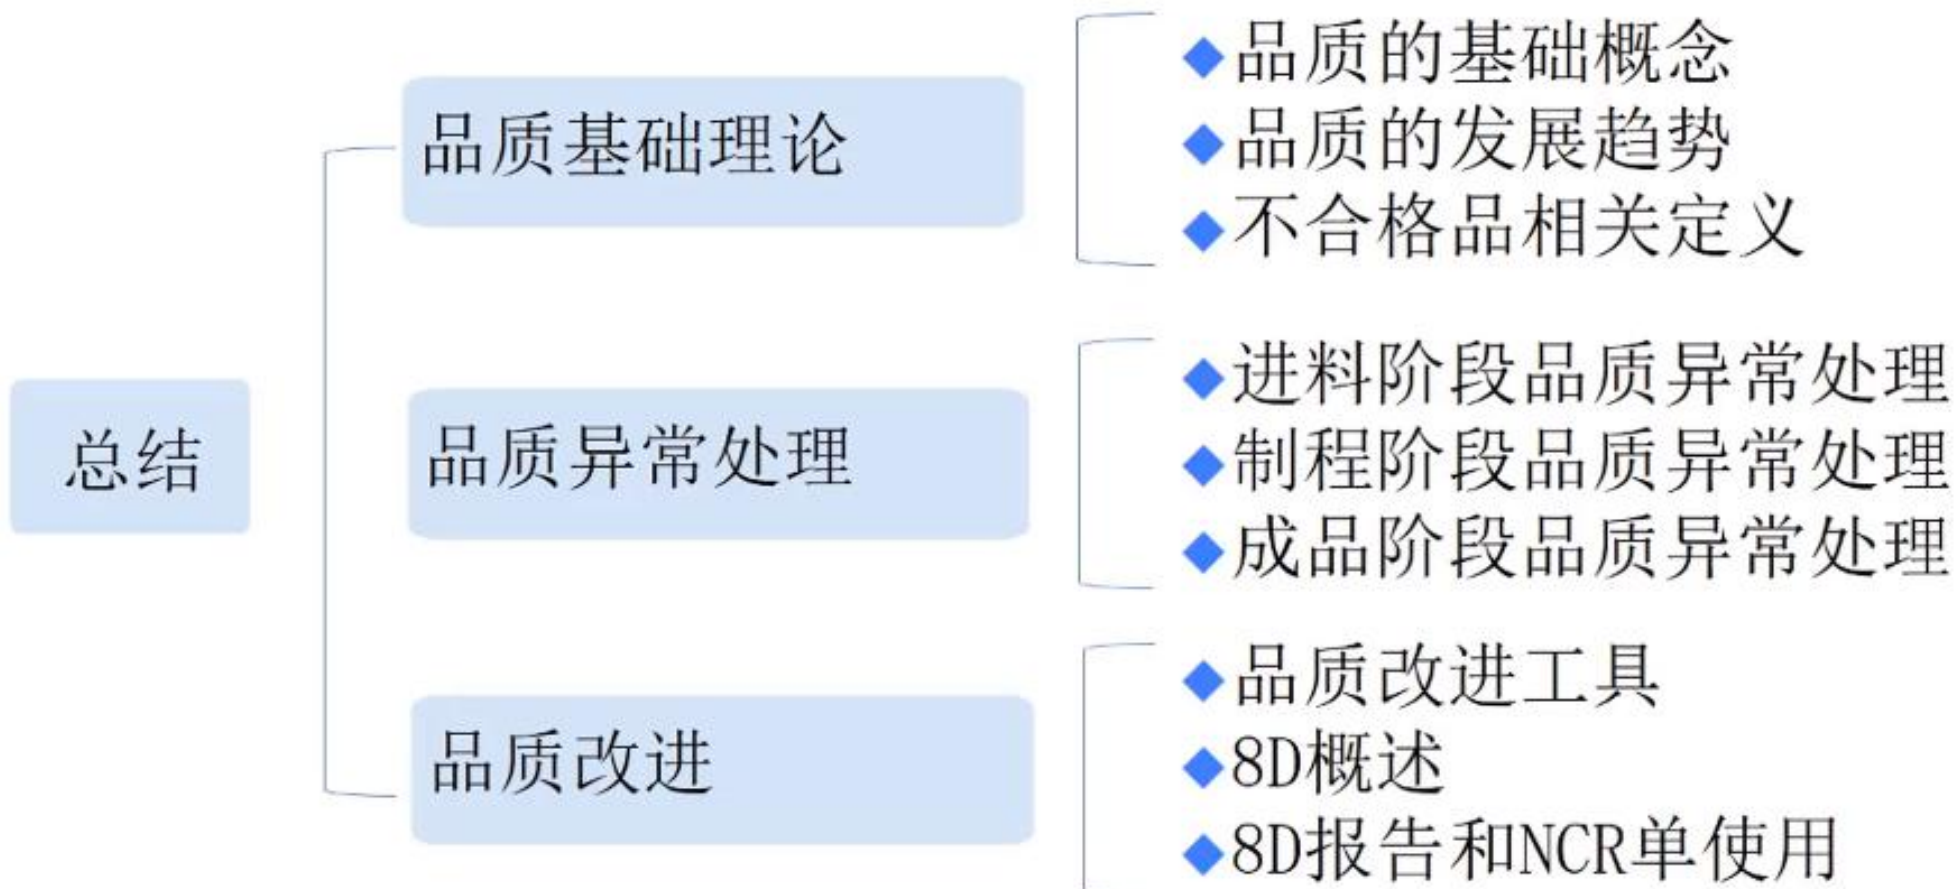 总结
品质基础理论
◆品质的基础概念
◆品质的发展趋势
◆不合格品相关定义
品质异常处理
◆进料阶段品质异常处理
◆制程阶段品质异常处理
◆成品阶段品质异常处理
品质改进
◆品质改进工具
◆8D概述
◆8D报告和NCR单使用